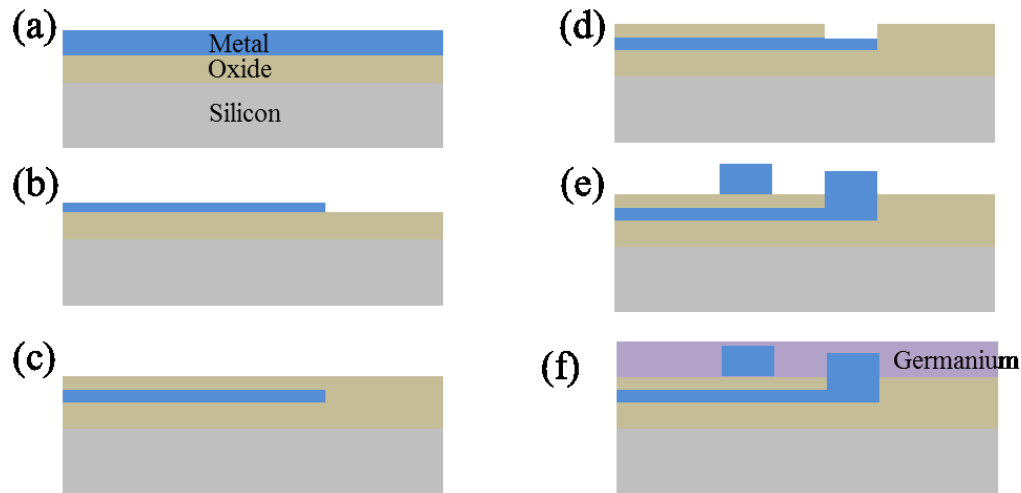 (a)
Metal
Oxide
Silicon
(b)
(c)
(d)
(e)
(f)
Germanium